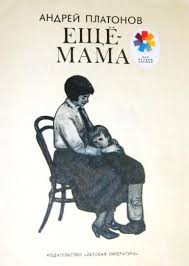 АНДРЕЙ ПЛАТОНОВ
ЕЩЁ-
МАМА
ИЗДАТЕЛЬСТВО «ДЕТСКАЯ ЛИТЕРАТУРА»